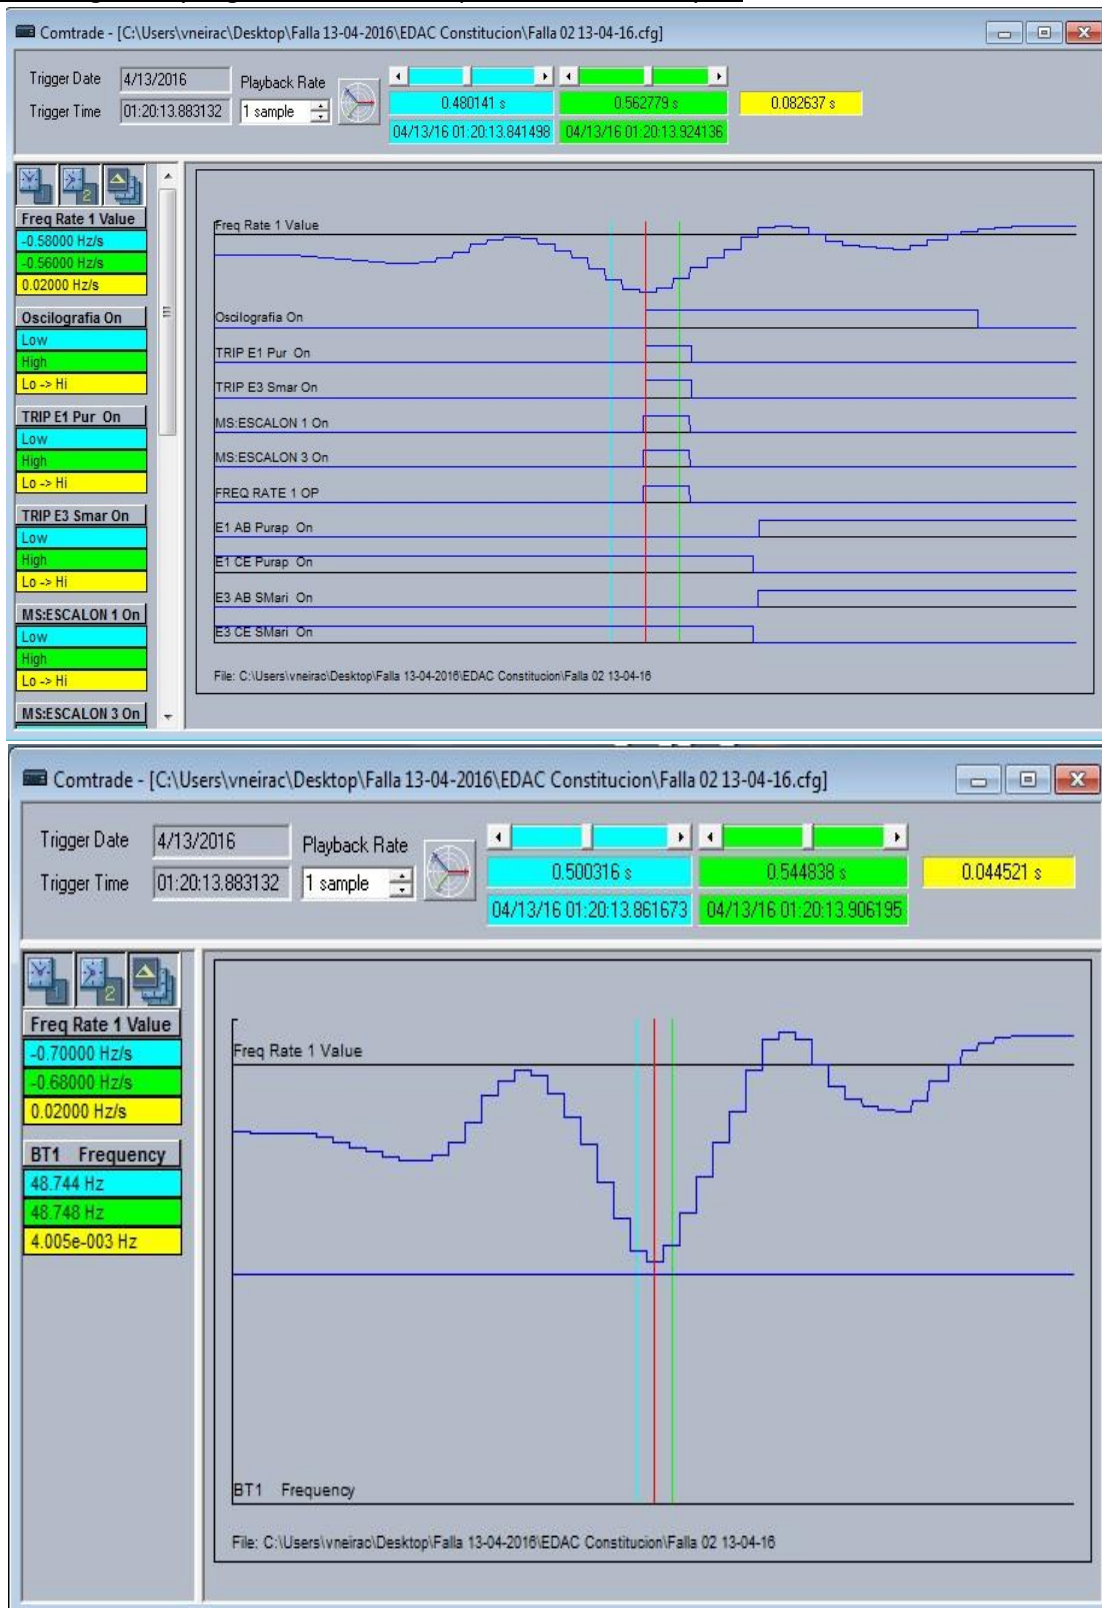 Comtrade - [C:\Users\vneirac\Desktop\Falla 13-04-2016\EDAC Constitucion\Falla 02 13-04-16.cfg]
Trigger Date 4/13/2016 Playback Rate
Trigger Time 01:20:13.883132 1 sample
0.480141 s 0.562779 s 0.082637 s
04/13/16 01:20:13.841498 04/13/16 01:20:13.924136
1 2
Freq Rate 1 Value
-0.58000 Hz/s
-0.56000 Hz/s
0.02000 Hz/s
Oscilografia On
Low
High
Lo -> Hi
TRIP E1 Pur On
Low
High
Lo -> Hi
TRIP E3 Smar On
Low
High
Lo -> Hi
MS:ESCALON 1 On
Low
High
Lo -> Hi
MS:ESCALON 3 On
Freq Rate 1 Value
Oscilografia On
TRIP E1 Pur On
TRIP E3 Smar On
MS:ESCALON 1 On
MS:ESCALON 3 On
FREQ RATE 1 OP
E1 AB Purap On
E1 CE Purap On
E3 AB SMari On
E3 CE SMari On
File: C:\Users\vneirac\Desktop\Falla 13-04-2016\EDAC Constitucion\Falla 02 13-04-16
Comtrade - [C:\Users\vneirac\Desktop\Falla 13-04-2016\EDAC Constitucion\Falla 02 13-04-16.cfg]
Trigger Date 4/13/2016 Playback Rate
Trigger Time 01:20:13.883132 1 sample
0.500316 s 0.544838 s 0.044521 s
04/13/16 01:20:13.861673 04/13/16 01:20:13.906195
1 2
Freq Rate 1 Value
-0.70000 Hz/s
-0.68000 Hz/s
0.02000 Hz/s
BT1 Frequency
48.744 Hz
48.748 Hz
4.005e-003 Hz
Freq Rate 1 Value
BT1 Frequency
File: C:\Users\vneirac\Desktop\Falla 13-04-2016\EDAC Constitucion\Falla 02 13-04-16